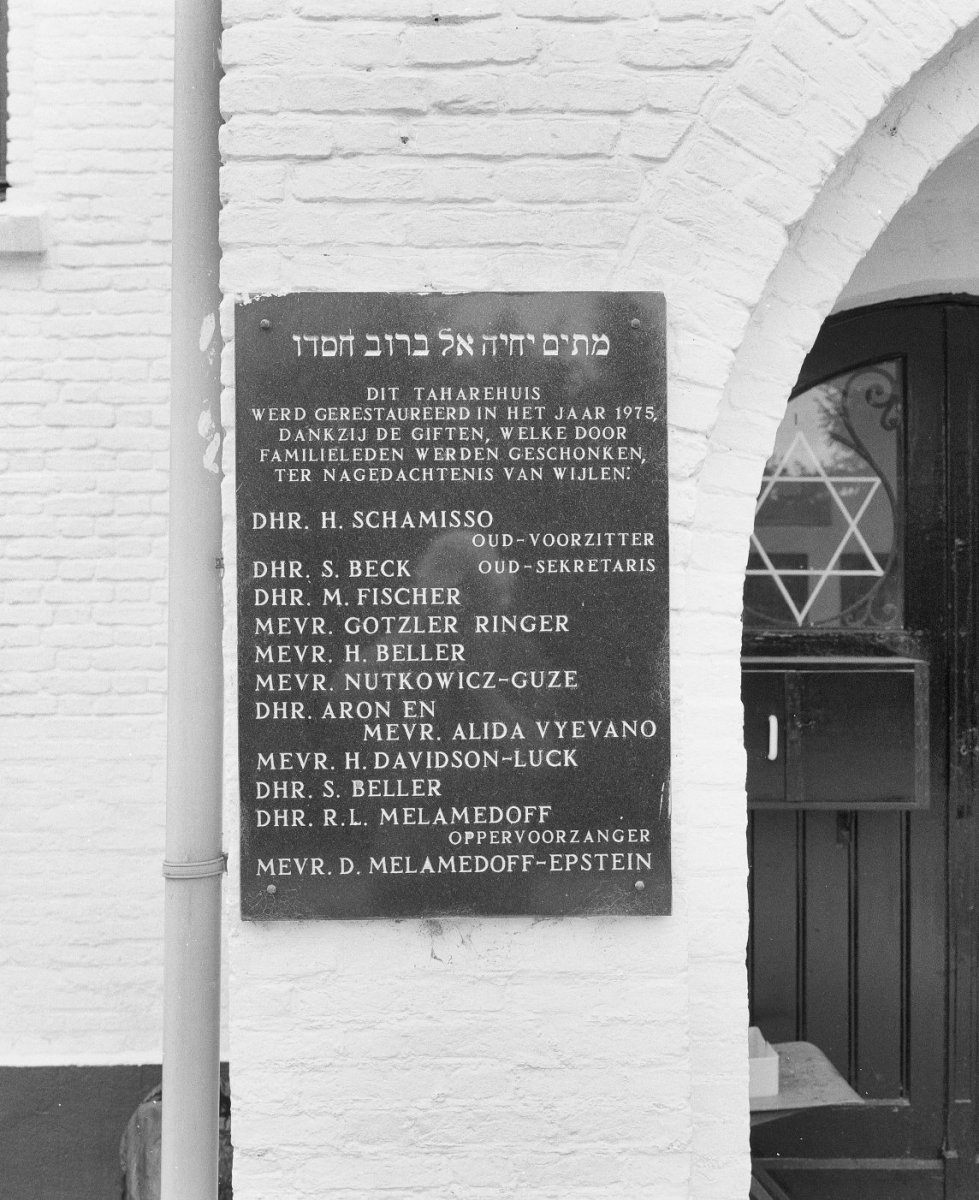 מתים יחיה אל ברוב חסדו
DIT TAHAREHUIS
WERD GERESTAUREERD IN HET JAAR 1975,
DANKZIJ DE GIFTEN, WELKE DOOR
FAMILIELEDEN WERDEN GESCHONKEN,
TER NAGEDACHTENIS VAN WIJLEN:
DHR. H. SCHAMISSO
OUD-VOORZITTER
DHR. S. BECK OUD-SEKRETARIS
DHR. M. FISCHER
MEVR. GOTZLER RINGER
MEVR. H. BELLER
MEVR. NUTKOWICZ-GUZE
DHR. ARON EN
MEVR. ALIDA VYEVANO
MEVR. H. DAVIDSON-LUCK
DHR. S. BELLER
DHR. R.L. MELAMEDOFF
OPPERVOORZANGER
MEVR. D. MELAMEDOFF-EPSTEIN